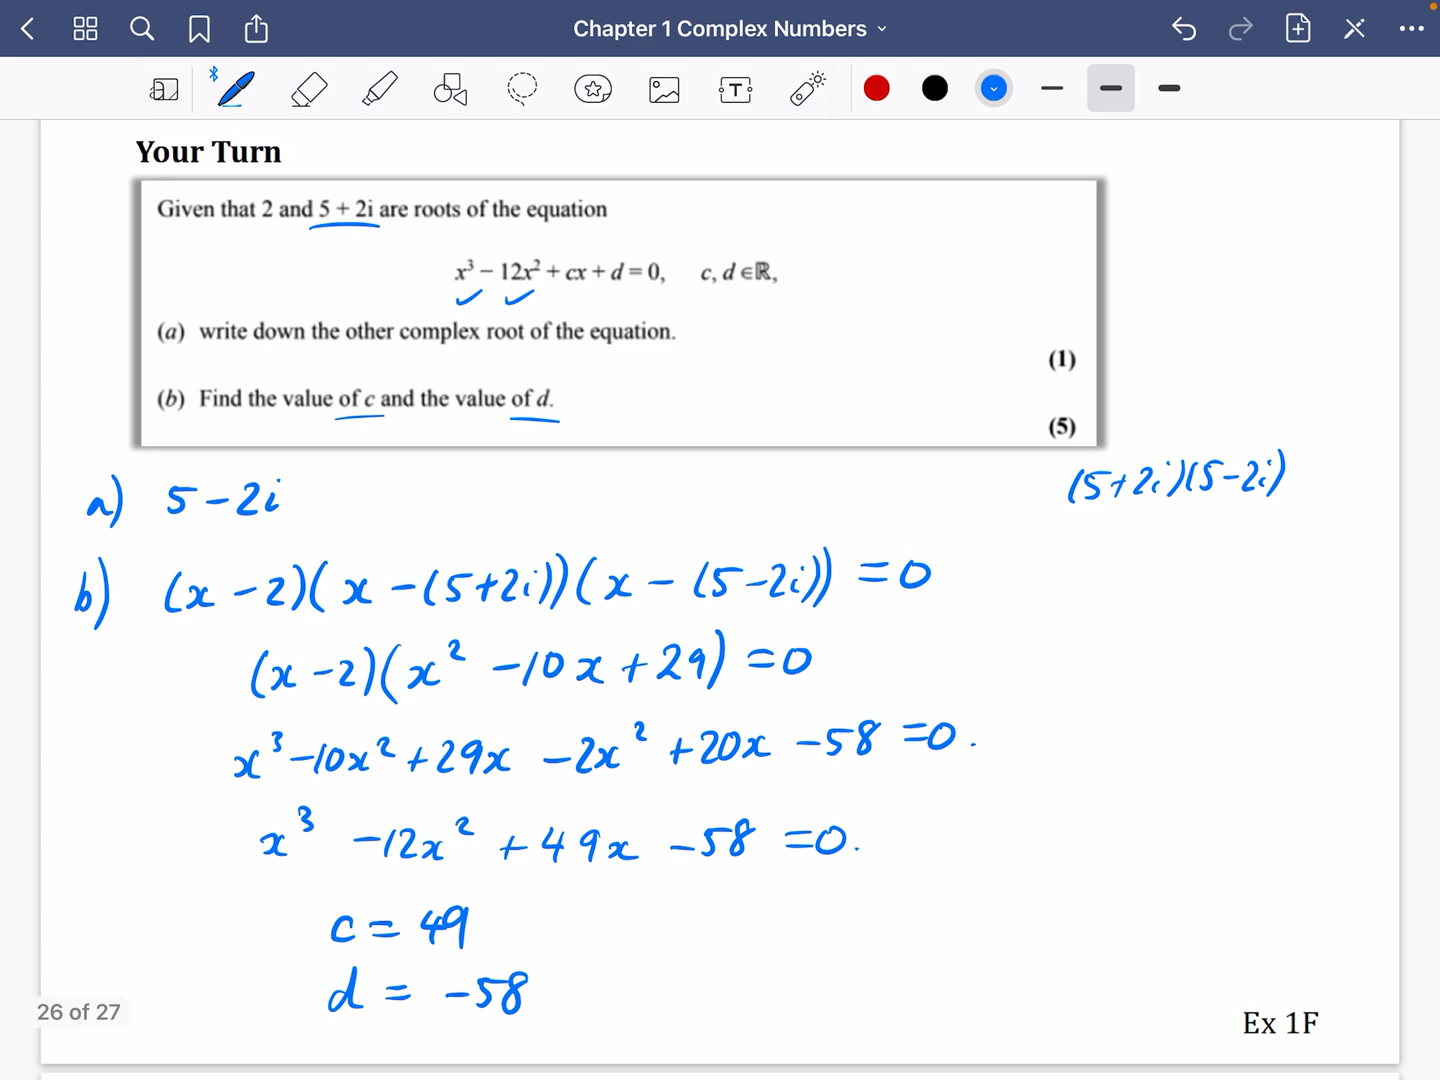 Chapter 1 Complex Numbers
Your Turn
Given that 2 and 5 + 2i are roots of the equation
x³ − 12x² + cx + d = 0, c, d ∈ℝ,
(a) write down the other complex root of the equation.
(1)
(b) Find the value of c and the value of d.
(5)
(5+2i)(5−2i)
a) 5−2i
b) (x −2)(x −(5+2i))(x − (5−2i)) =0
(x −2)(x² −10x +29) =0
x³ −10x² +29x −2x² +20x −58 =0.
x³ −12x² +49x −58 =0.
c = 49
d = −58
26 of 27
Ex 1F